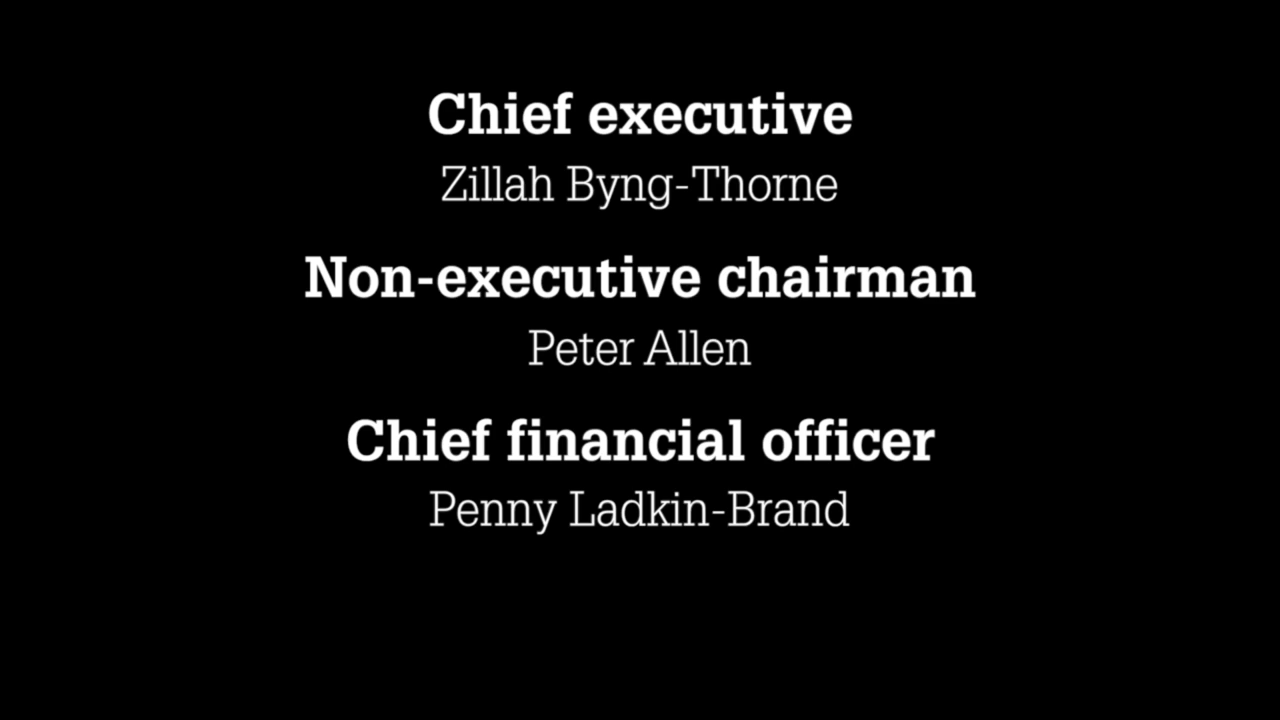 Chief executive
Zillah Byng-Thorne
Non-executive chairman
Peter Allen
Chief financial officer
Penny Ladkin-Brand